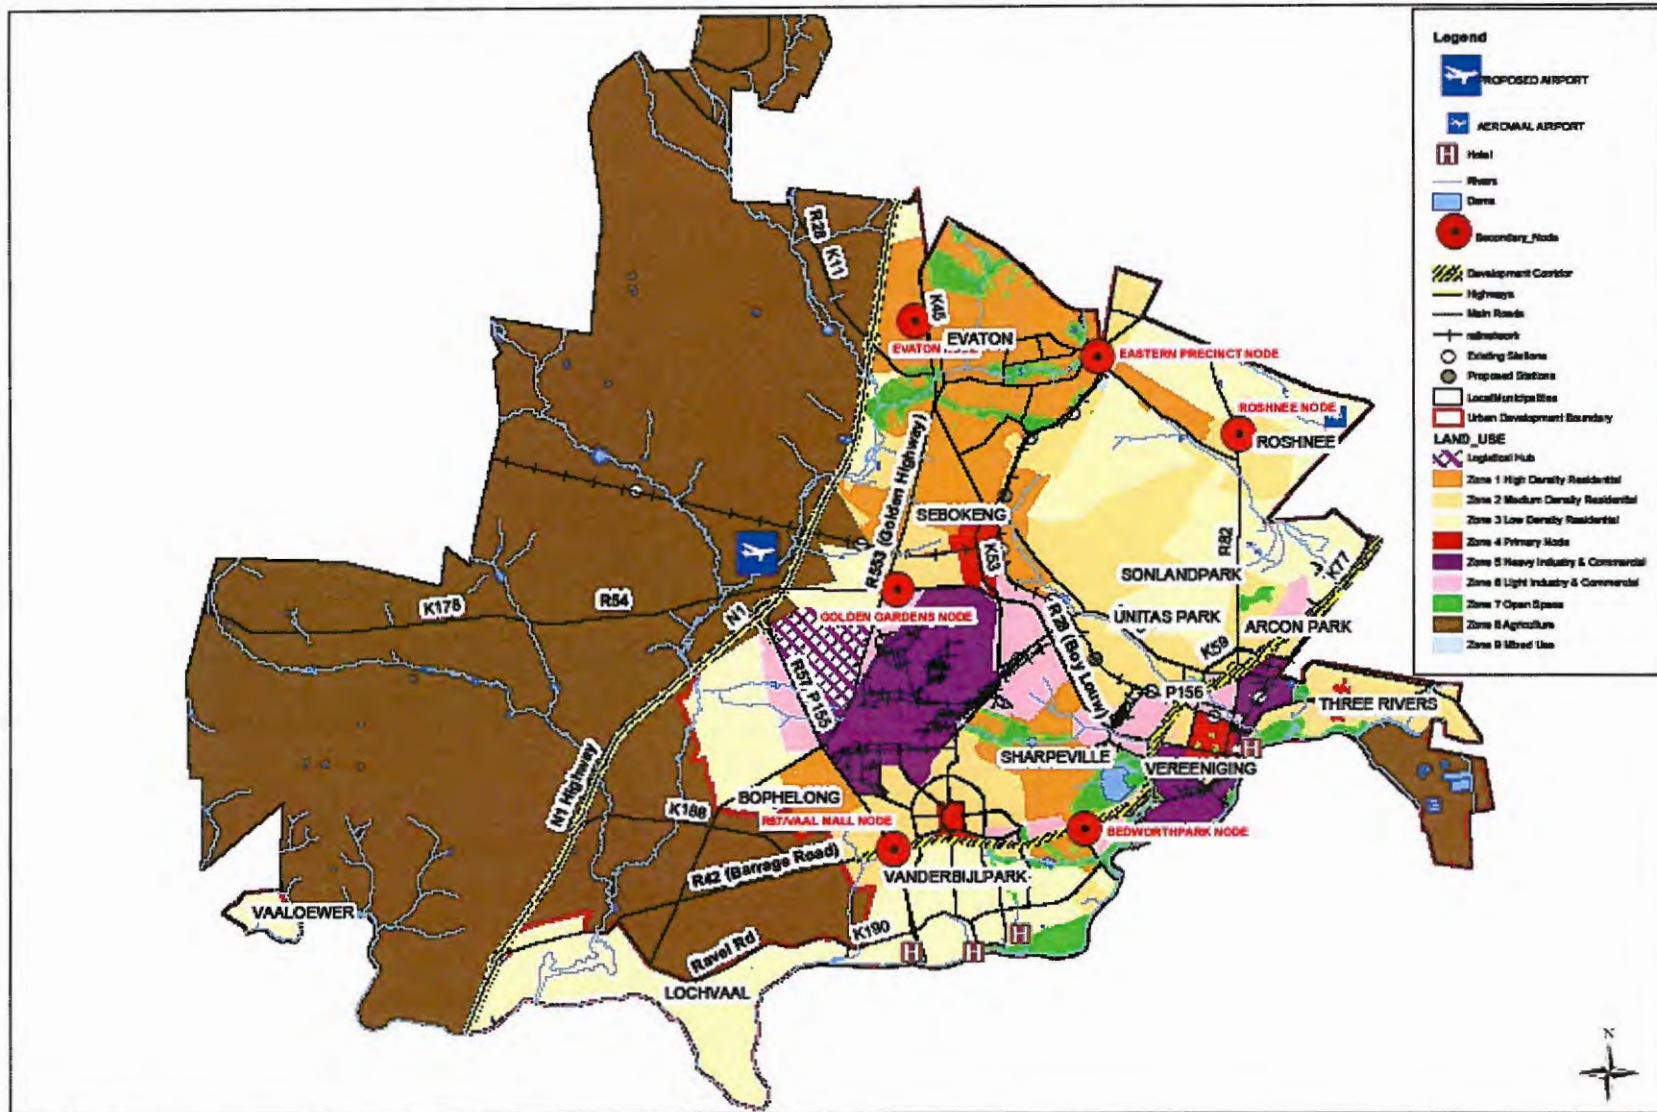 Legend
PROPOSED AIRPORT
AEROVAAL AIRPORT
Hotel
Rivers
Dams
Secondary_Node
Development Corridor
Highways
Main Roads
railnetwork
Existing Stations
Proposed Stations
LocalMunicipalities
Urban Development Boundary
LAND_USE
Logistical Hub
Zone 1 High Density Residential
Zone 2 Medium Density Residential
Zone 3 Low Density Residential
Zone 4 Primary Node
Zone 5 Heavy Industry & Commercial
Zone 6 Light Industry & Commercial
Zone 7 Open Space
Zone 8 Agriculture
Zone 9 Mixed Use
R28 K11
K45
EVATON
EVATON NODE
EASTERN PRECINCT NODE
ROSHNEE NODE
ROSHNEE
R553 (Golden Highway)
SEBOKENG
K53
R82
K77
SONLANDPARK
UNITAS PARK
ARCON PARK
K59
K178
R54
N1
GOLDEN GARDENS NODE
R28 (Boy Louw)
R57, P155
P156
THREE RIVERS
SHARPEVILLE
VEREENIGING
N1 Highway
BOPHELONG
K188
R57/VAAL MALL NODE
BEDWORTHPARK NODE
R42 (Barrage Road)
VANDERBIJLPARK
VAALOEWER
K190
Ravel Rd
LOCHVAAL
H
H
H
H
N